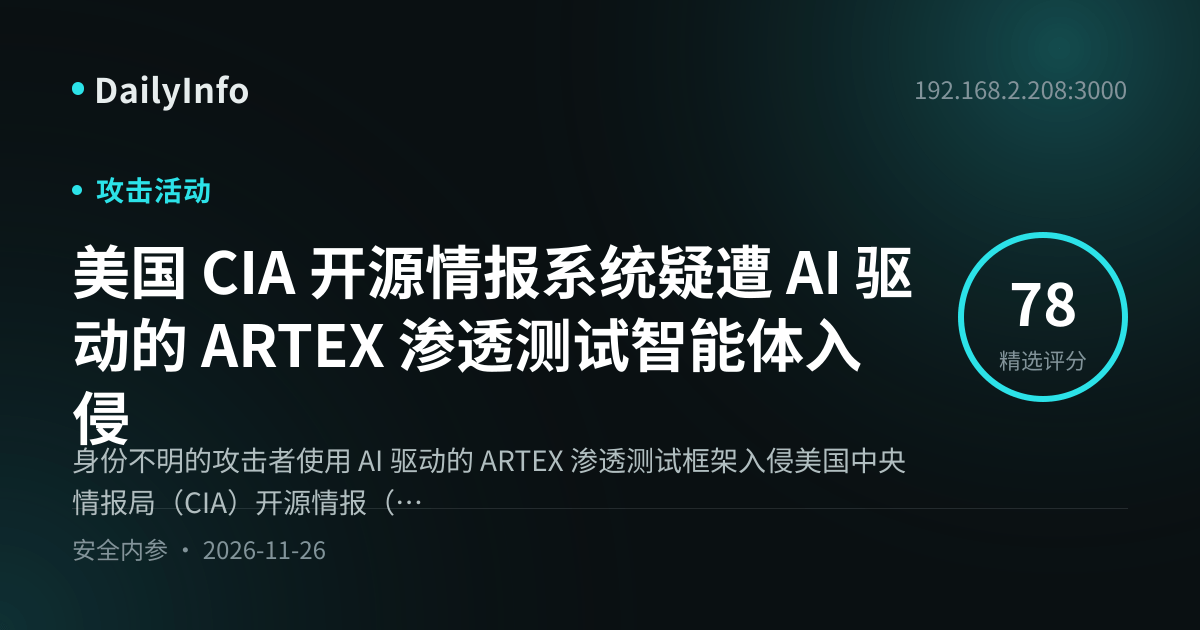 DailyInfo
192.168.2.208:3000
攻击活动
美国 CIA 开源情报系统疑遭 AI 驱
动的 ARTEX 渗透测试智能体入
侵
78
精选评分
身份不明的攻击者使用 AI 驱动的 ARTEX 渗透测试框架入侵美国中央
情报局（CIA）开源情报（…
安全内参 • 2026-11-26